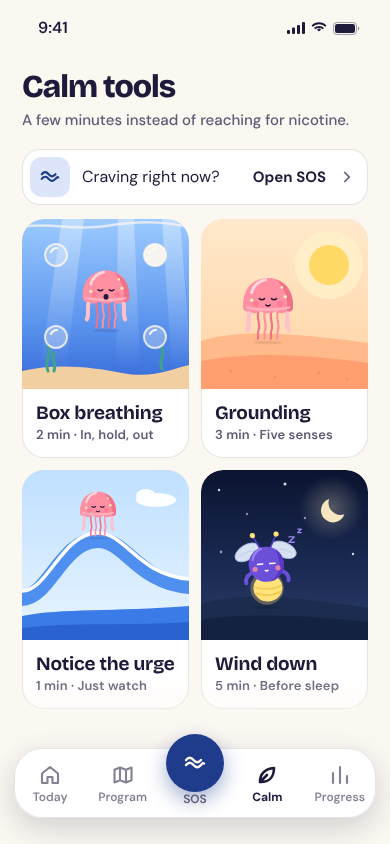 9:41
Calm tools
A few minutes instead of reaching for nicotine.
Craving right now? Open SOS
Box breathing
2 min · In, hold, out
Grounding
3 min · Five senses
z z
Notice the urge
1 min · Just watch
Wind down
5 min · Before sleep
Today Program SOS Calm Progress